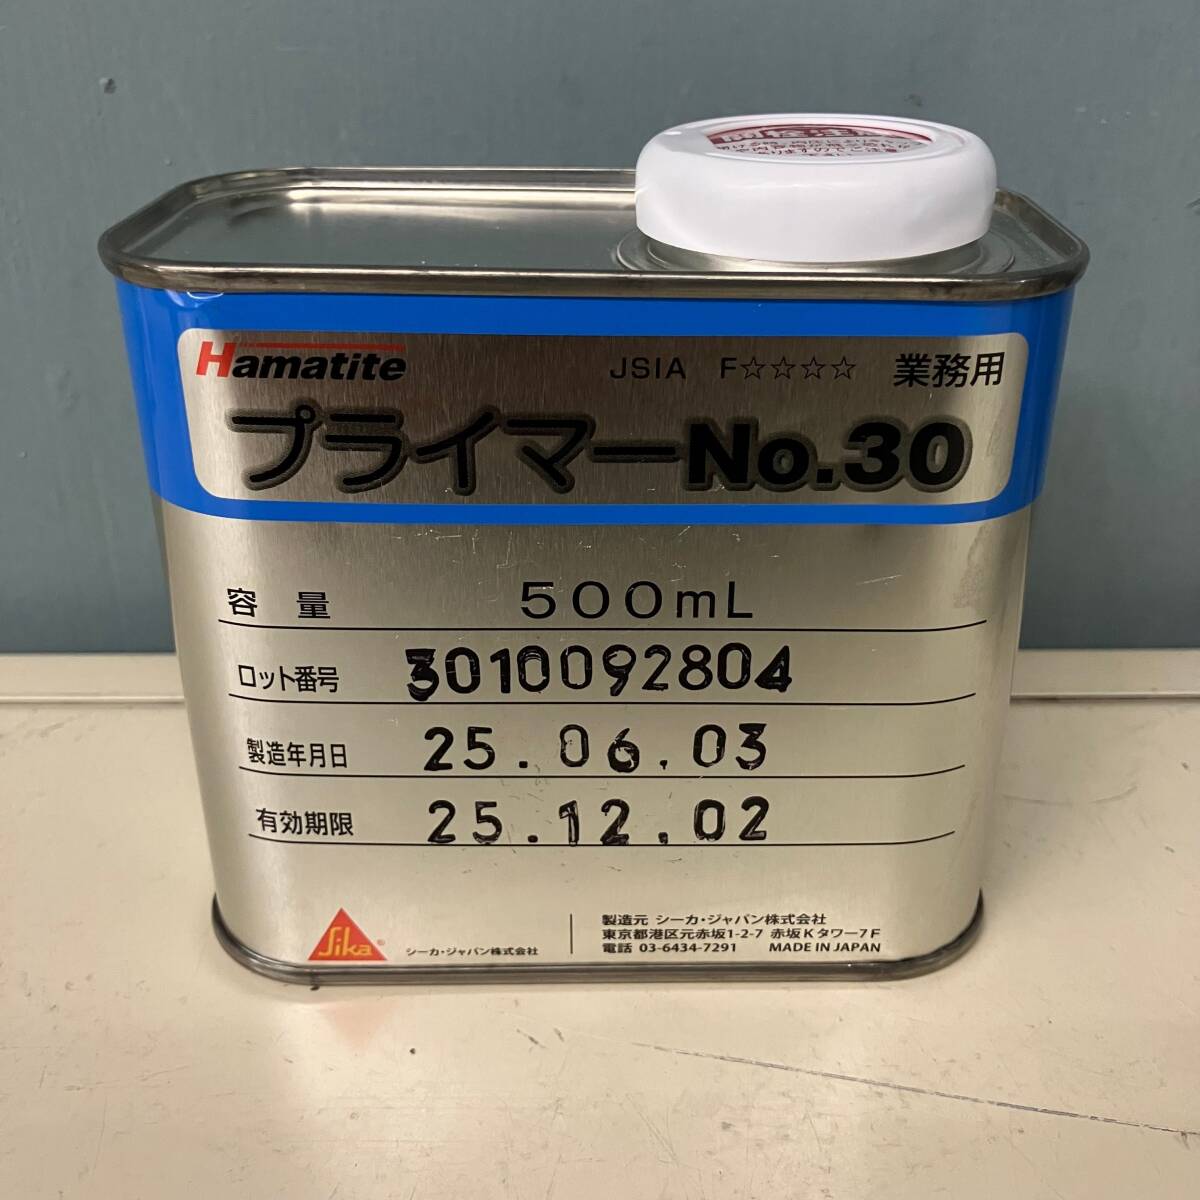 開栓注意
Hamatite JSIA F☆☆☆☆ 業務用
プライマーNo.30
容量 500mL
ロット番号 3010092804
製造年月日 25.06.03
有効期限 25.12.02
Sika® シーカ・ジャパン株式会社
製造元 シーカ・ジャパン株式会社
東京都港区元赤坂1-2-7 赤坂Kタワー7F
電話 03-6434-7291 MADE IN JAPAN